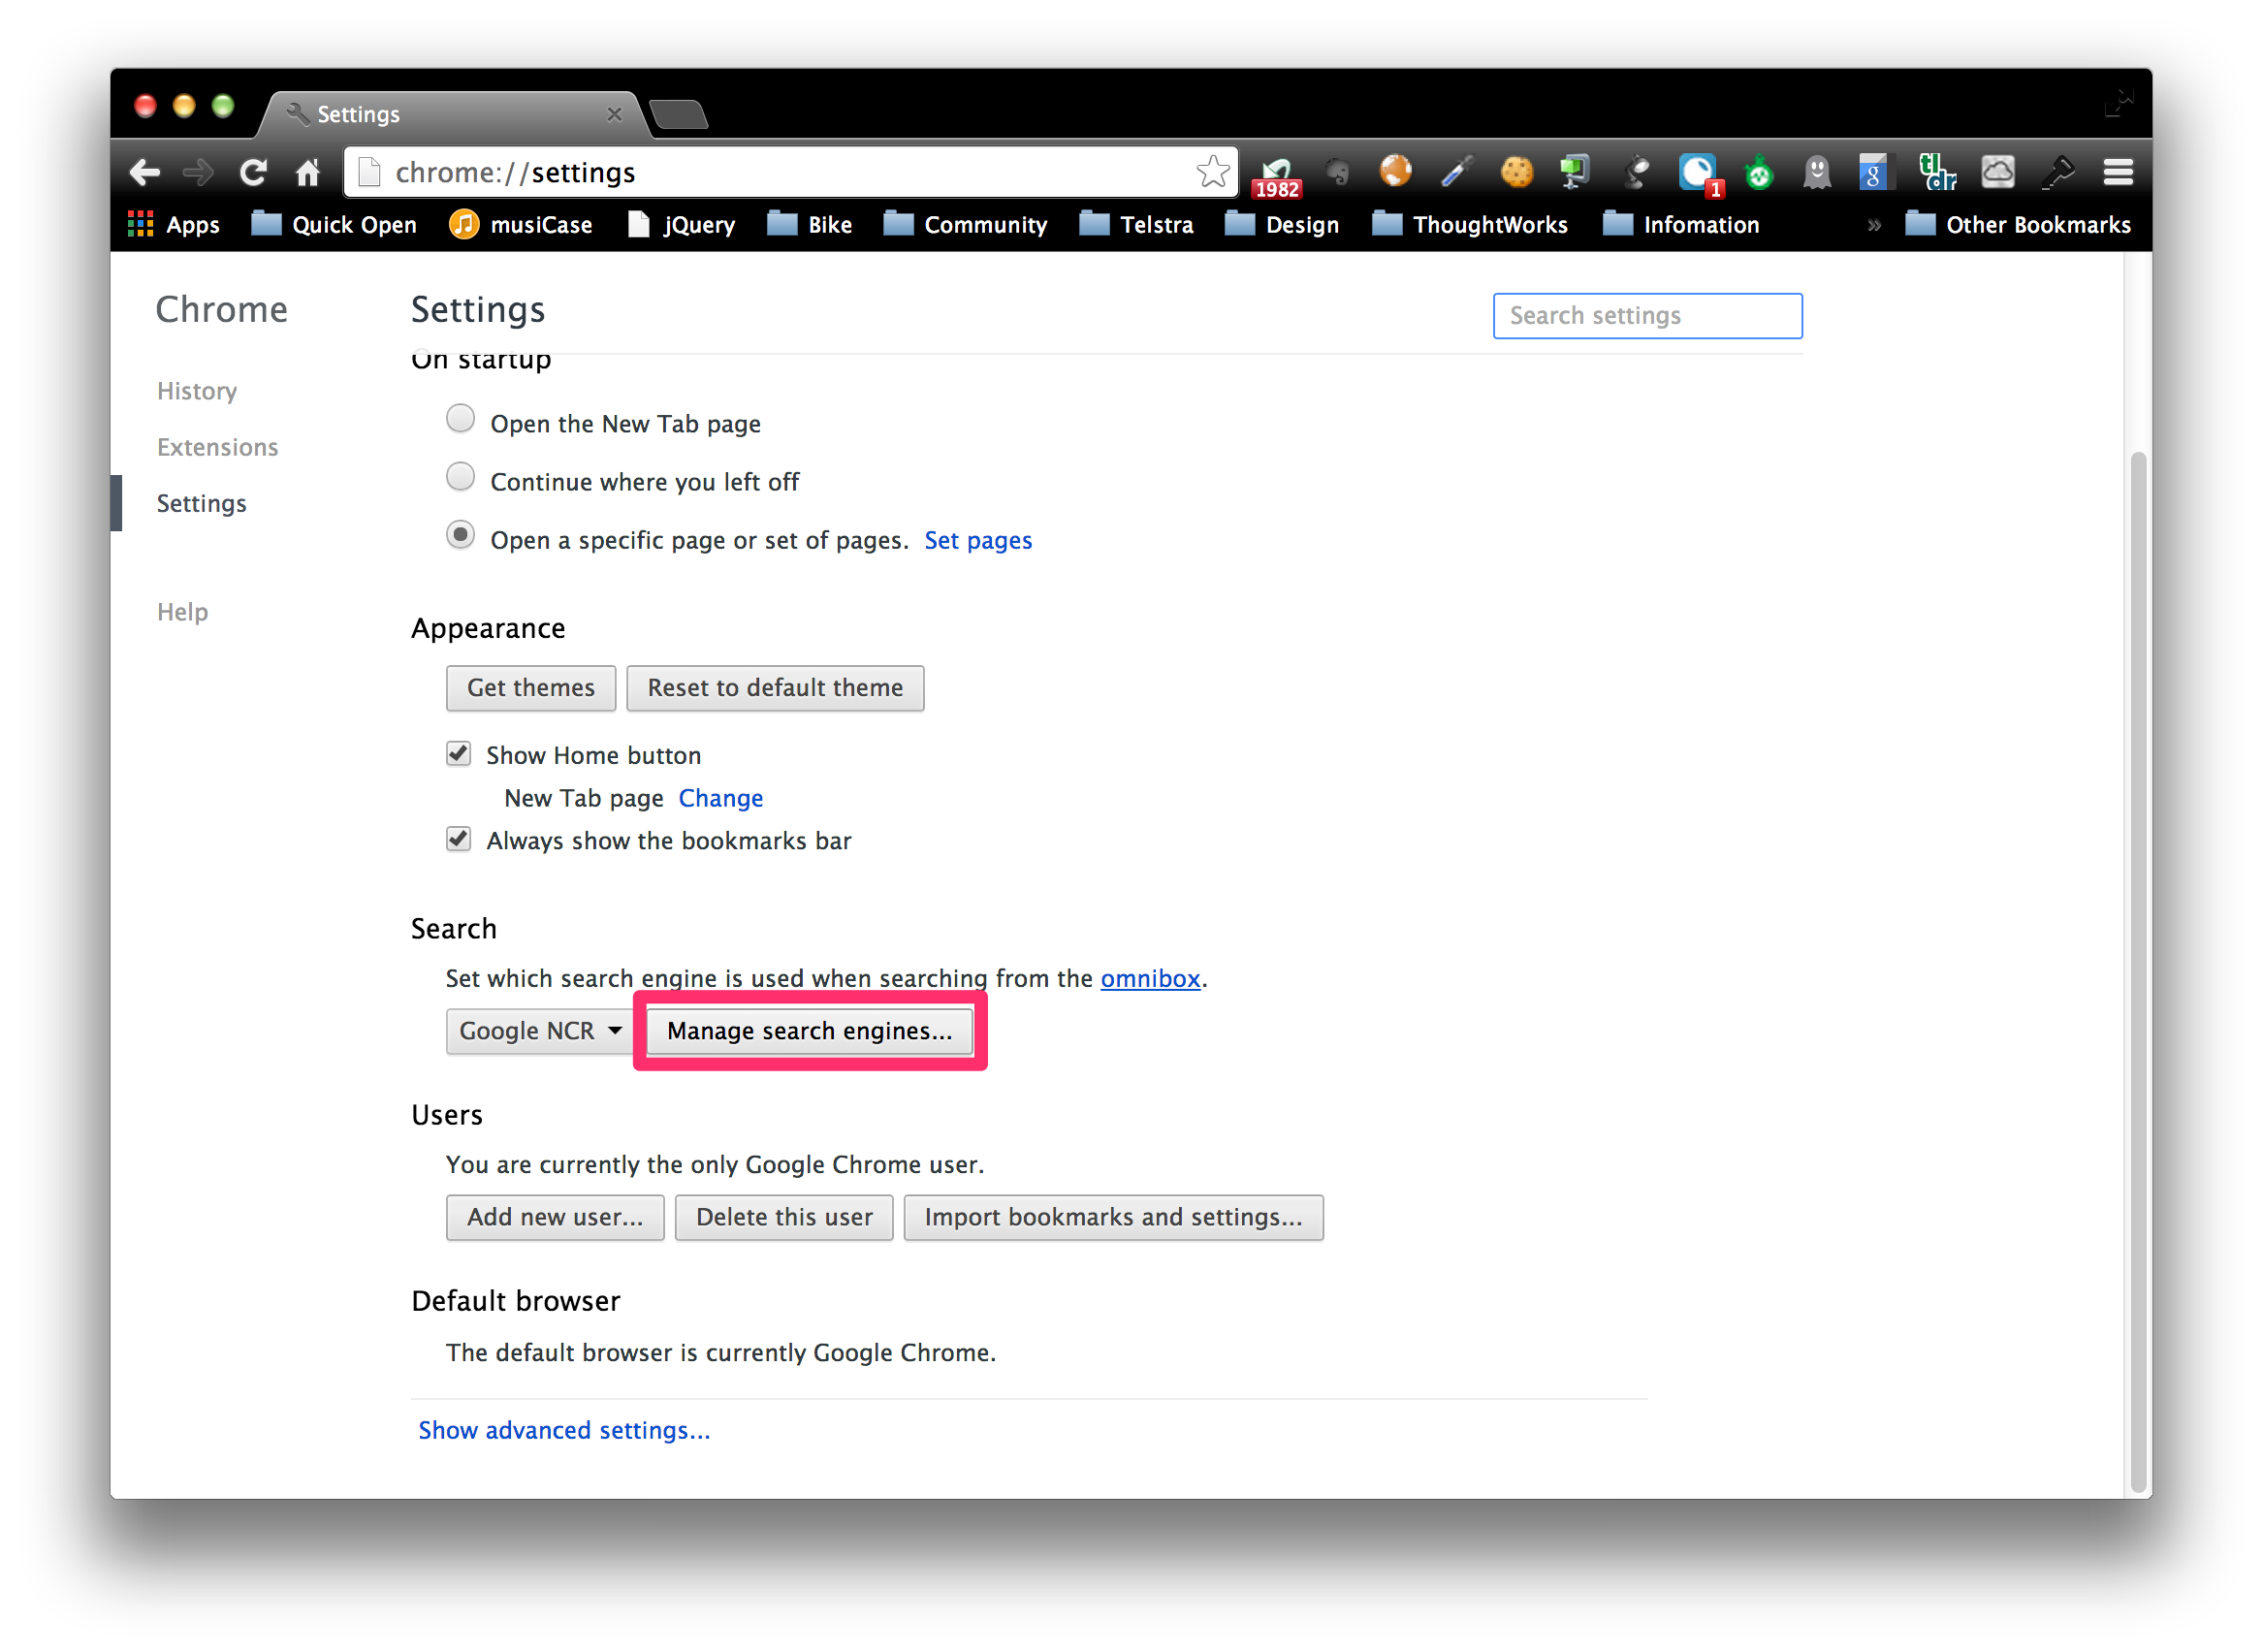 Settings
chrome://settings
1982
1
g
tl;dr
Apps Quick Open musiCase jQuery Bike Community Telstra Design ThoughtWorks Infomation » Other Bookmarks
Chrome
Settings
Search settings
On startup
History
Open the New Tab page
Extensions
Continue where you left off
Settings
Open a specific page or set of pages. Set pages
Help
Appearance
Get themes Reset to default theme
Show Home button
New Tab page Change
Always show the bookmarks bar
Search
Set which search engine is used when searching from the omnibox.
Google NCR Manage search engines...
Users
You are currently the only Google Chrome user.
Add new user... Delete this user Import bookmarks and settings...
Default browser
The default browser is currently Google Chrome.
Show advanced settings...